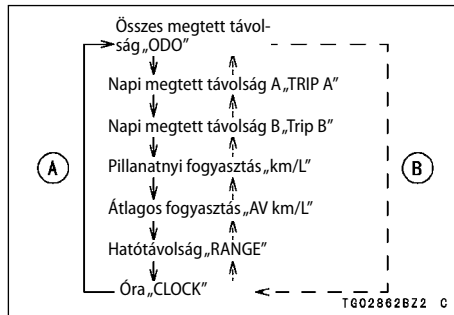 Összes megtett távol-
ság „ODO”
Napi megtett távolság A „TRIP A”
Napi megtett távolság B „Trip B”
A
Pillanatnyi fogyasztás „km/L”
B
Átlagos fogyasztás „AV km/L”
Hatótávolság „RANGE”
Óra „CLOCK”
TG02862BZ2 C